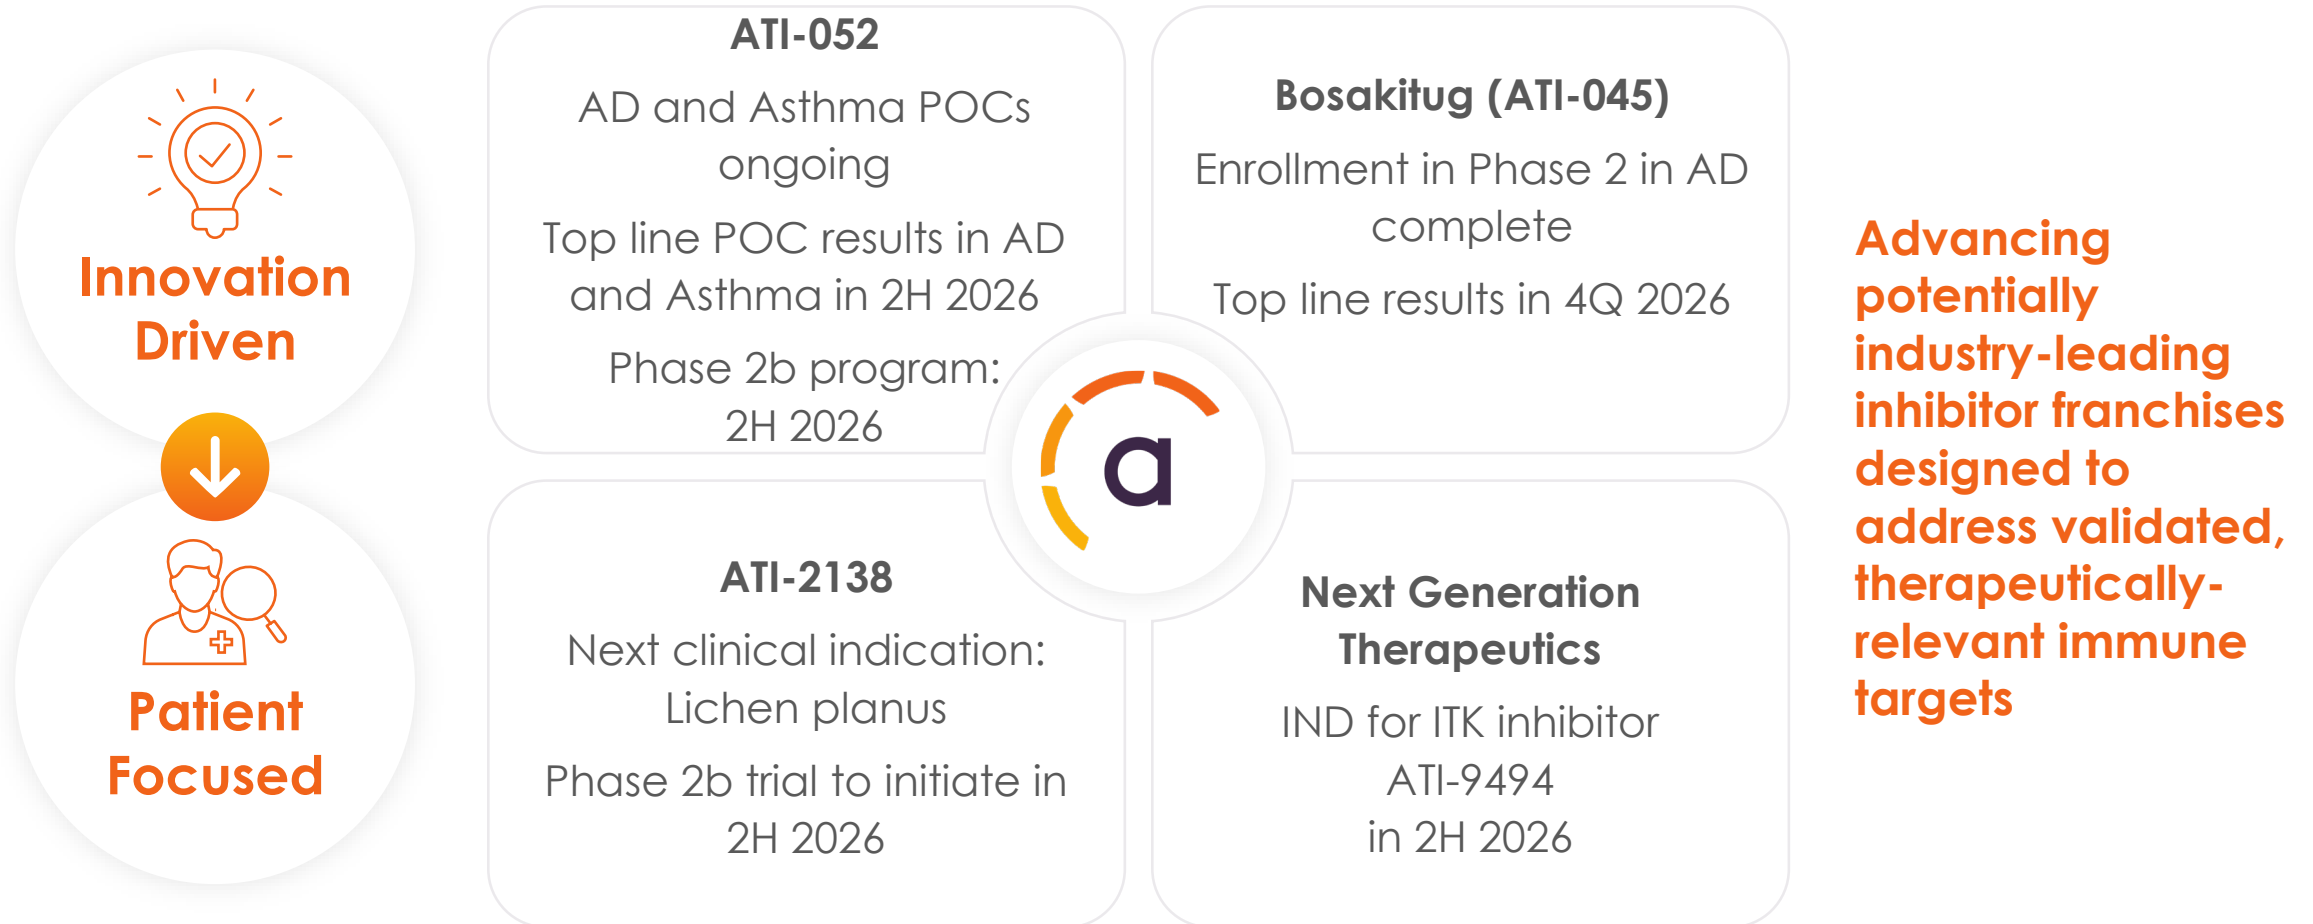 Innovation
Driven
Patient
Focused
ATI-052
AD and Asthma POCs
ongoing
Top line POC results in AD
and Asthma in 2H 2026
Phase 2b program:
2H 2026
Bosakitug (ATI-045)
Enrollment in Phase 2 in AD
complete
Top line results in 4Q 2026
a
ATI-2138
Next clinical indication:
Lichen planus
Phase 2b trial to initiate in
2H 2026
Next Generation
Therapeutics
IND for ITK inhibitor
ATI-9494
in 2H 2026
Advancing
potentially
industry-leading
inhibitor franchises
designed to
address validated,
therapeutically-
relevant immune
targets